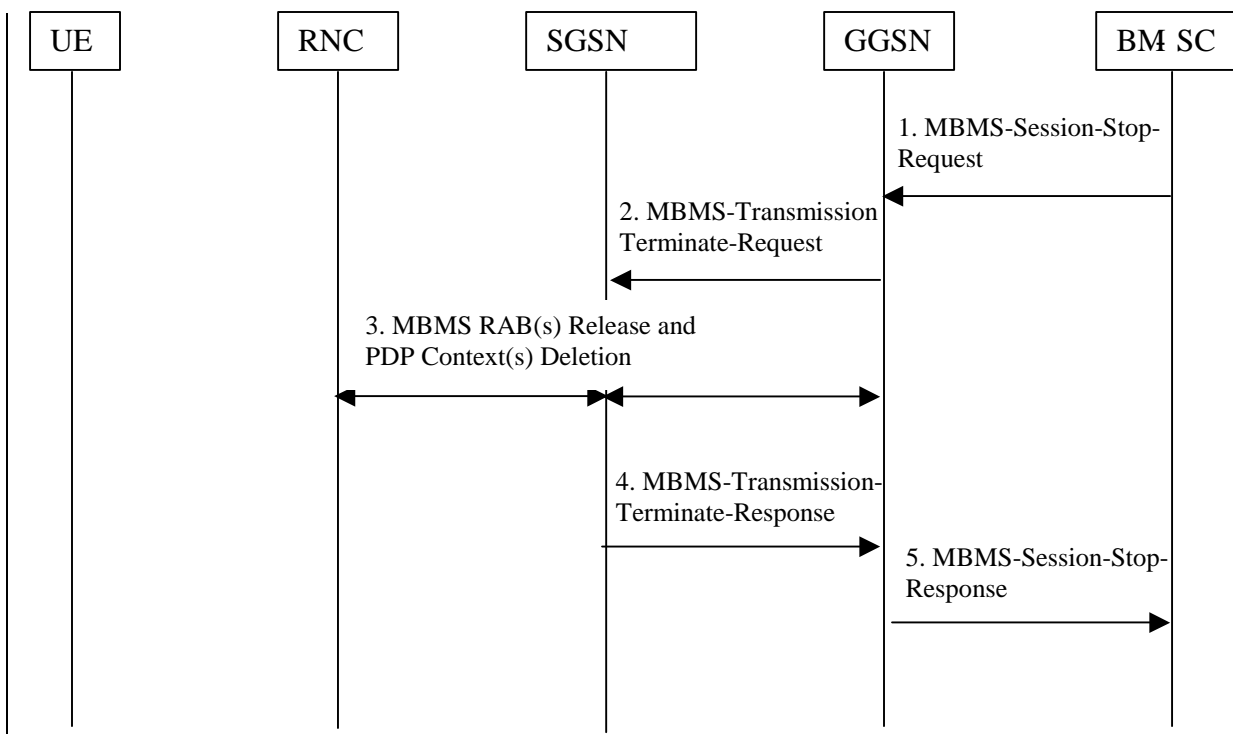 UE
RNC
SGSN
GGSN
BM SC
1. MBMS-Session-Stop-
Request
2. MBMS-Transmission
Terminate-Request
3. MBMS RAB(s) Release and
PDP Context(s) Deletion
4. MBMS-Transmission-
Terminate-Response
5. MBMS-Session-Stop-
Response